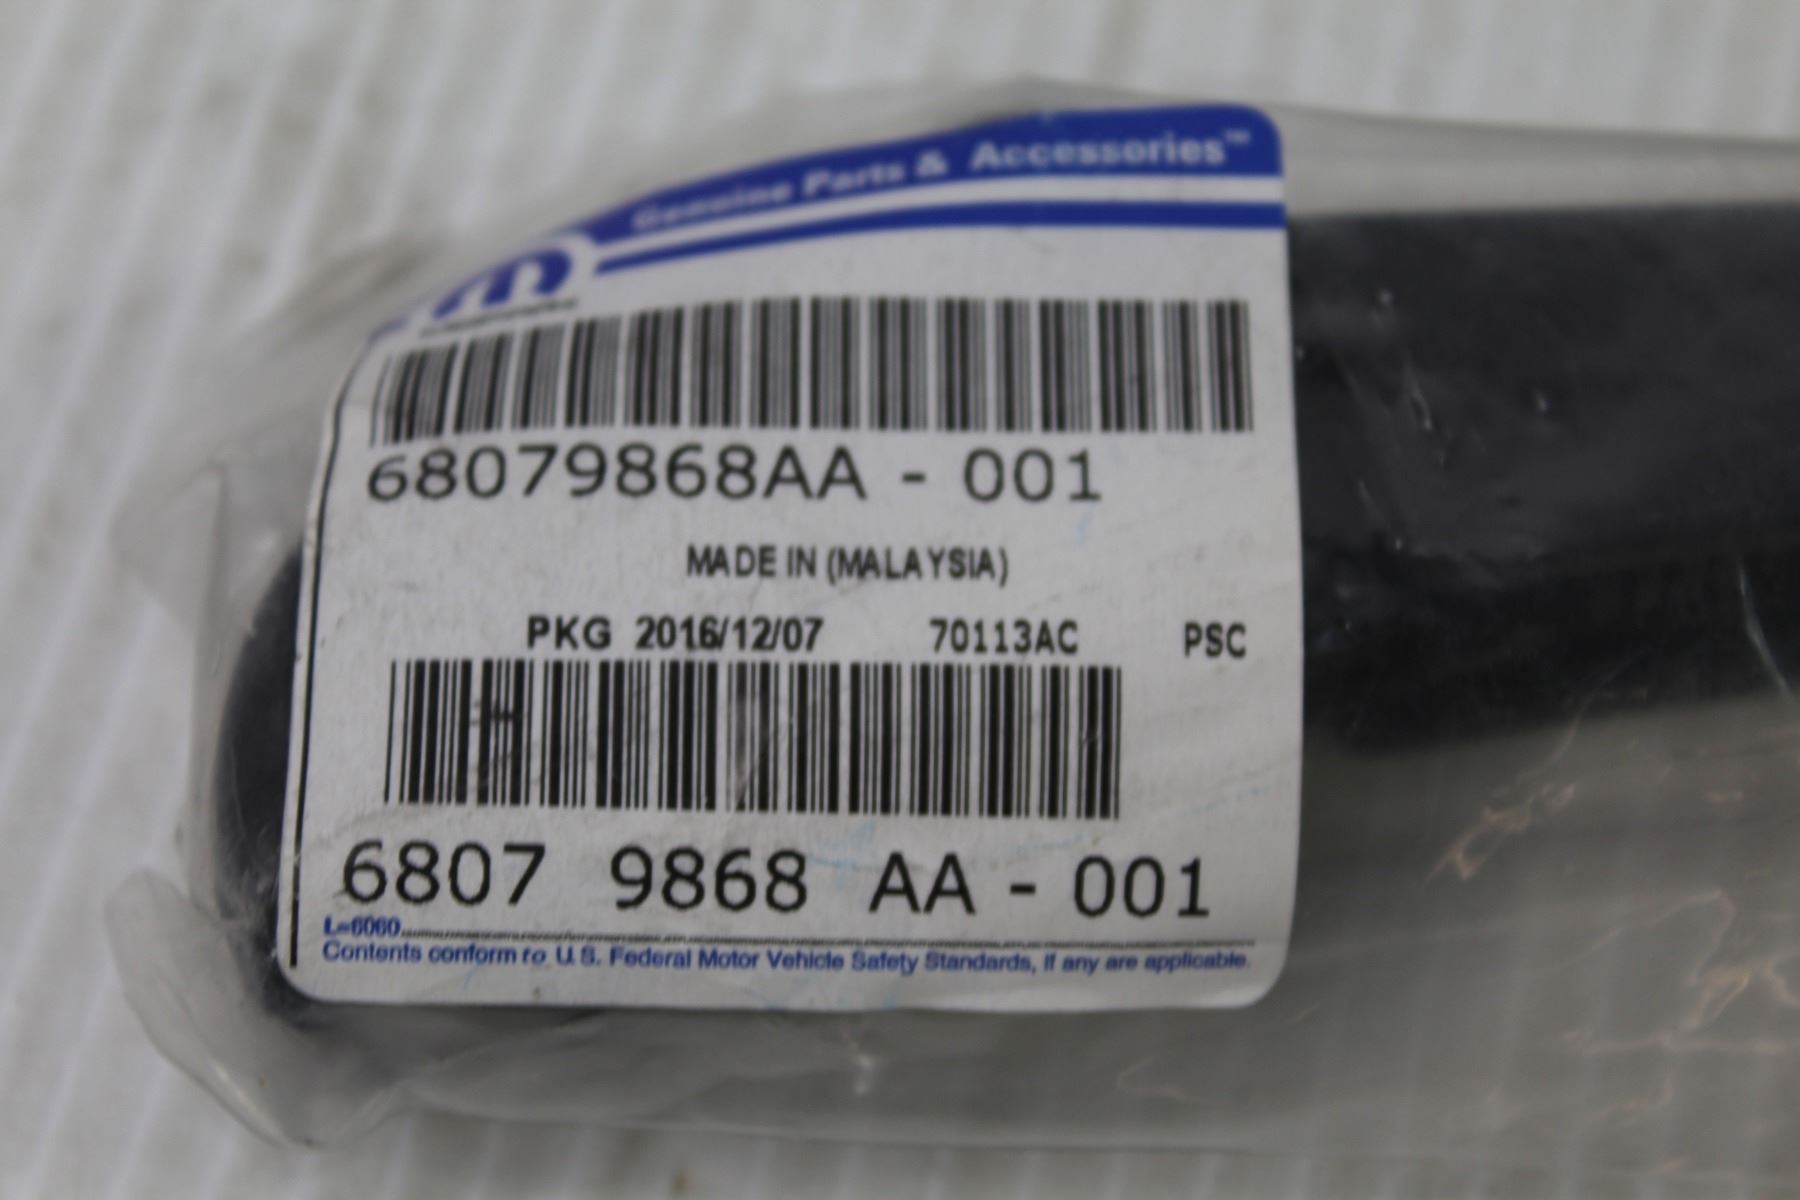 Genuine Parts & Accessories™
m
68079868AA - 001
MADE IN (MALAYSIA)
PKG 2016/12/07 70113AC PSC
6807 9868 AA - 001
L=6060
Contents conform to U.S. Federal Motor Vehicle Safety Standards, if any are applicable.